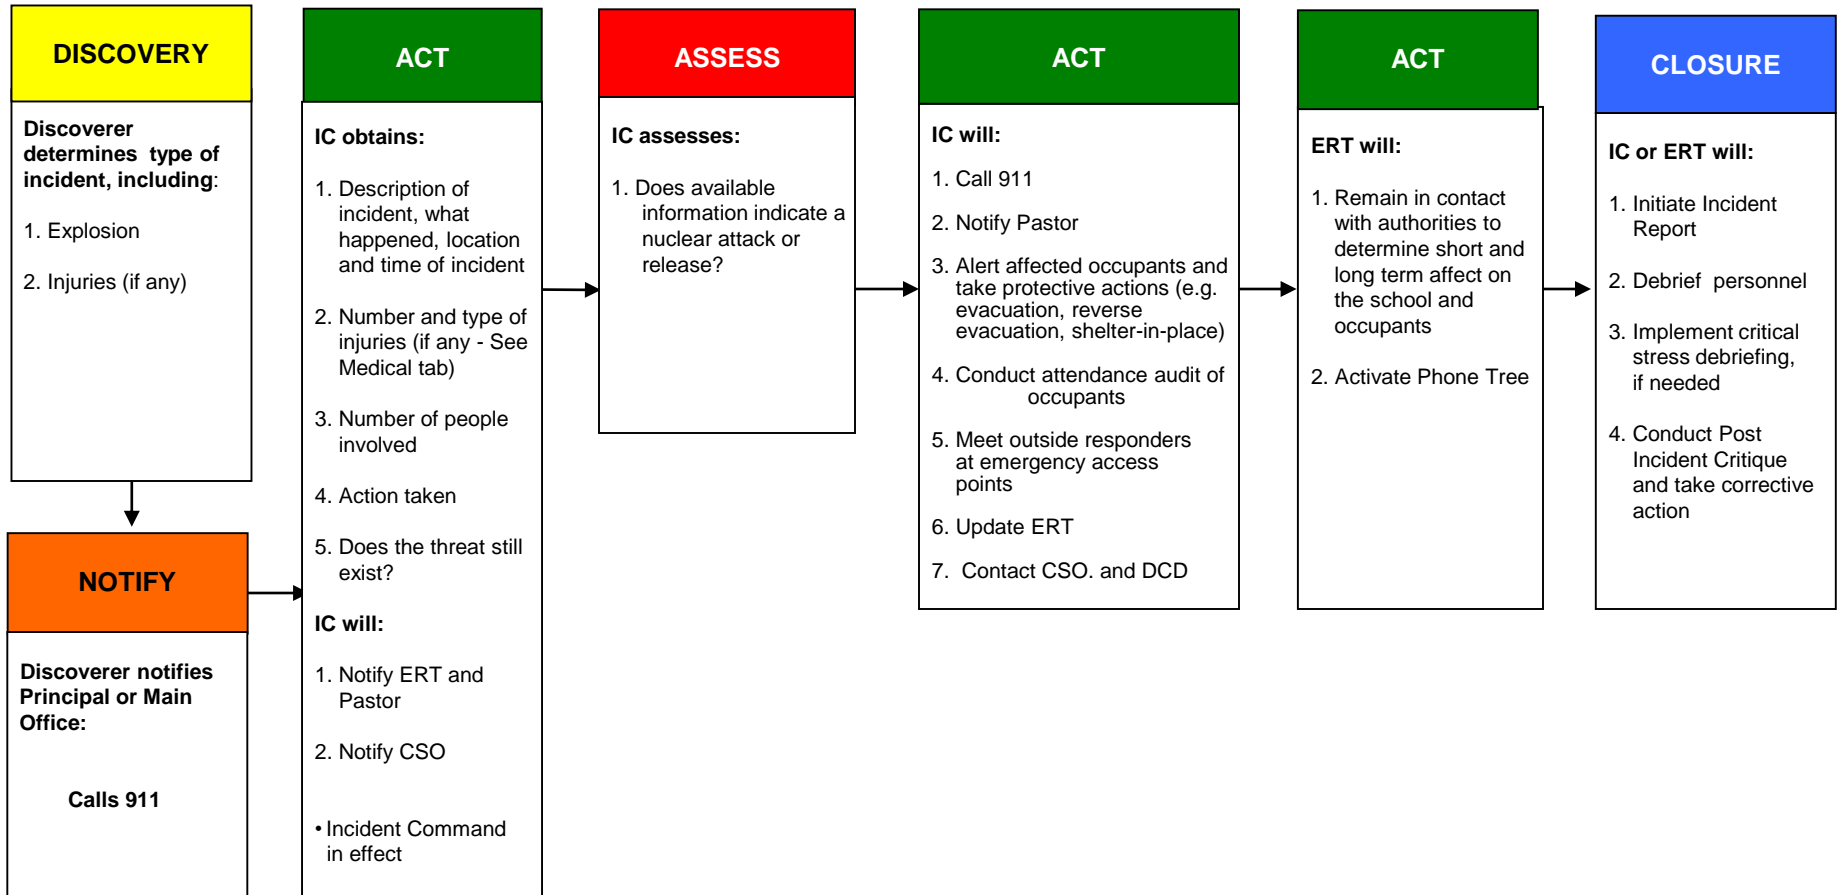 DISCOVERY
Discoverer
determines type of
incident, including:
1. Explosion
2. Injuries (if any)
NOTIFY
Discoverer notifies
Principal or Main
Office:
Calls 911
ACT
IC obtains:
1. Description of
incident, what
happened, location
and time of incident
2. Number and type of
injuries (if any - See
Medical tab)
3. Number of people
involved
4. Action taken
5. Does the threat still
exist?
IC will:
1. Notify ERT and
Pastor
2. Notify CSO
• Incident Command
in effect
ASSESS
IC assesses:
1. Does available
information indicate a
nuclear attack or
release?
ACT
IC will:
1. Call 911
2. Notify Pastor
3. Alert affected occupants and
take protective actions (e.g.
evacuation, reverse
evacuation, shelter-in-place)
4. Conduct attendance audit of
occupants
5. Meet outside responders
at emergency access
points
6. Update ERT
7. Contact CSO. and DCD
ACT
ERT will:
1. Remain in contact
with authorities to
determine short and
long term affect on
the school and
occupants
2. Activate Phone Tree
CLOSURE
IC or ERT will:
1. Initiate Incident
Report
2. Debrief personnel
3. Implement critical
stress debriefing,
if needed
4. Conduct Post
Incident Critique
and take corrective
action